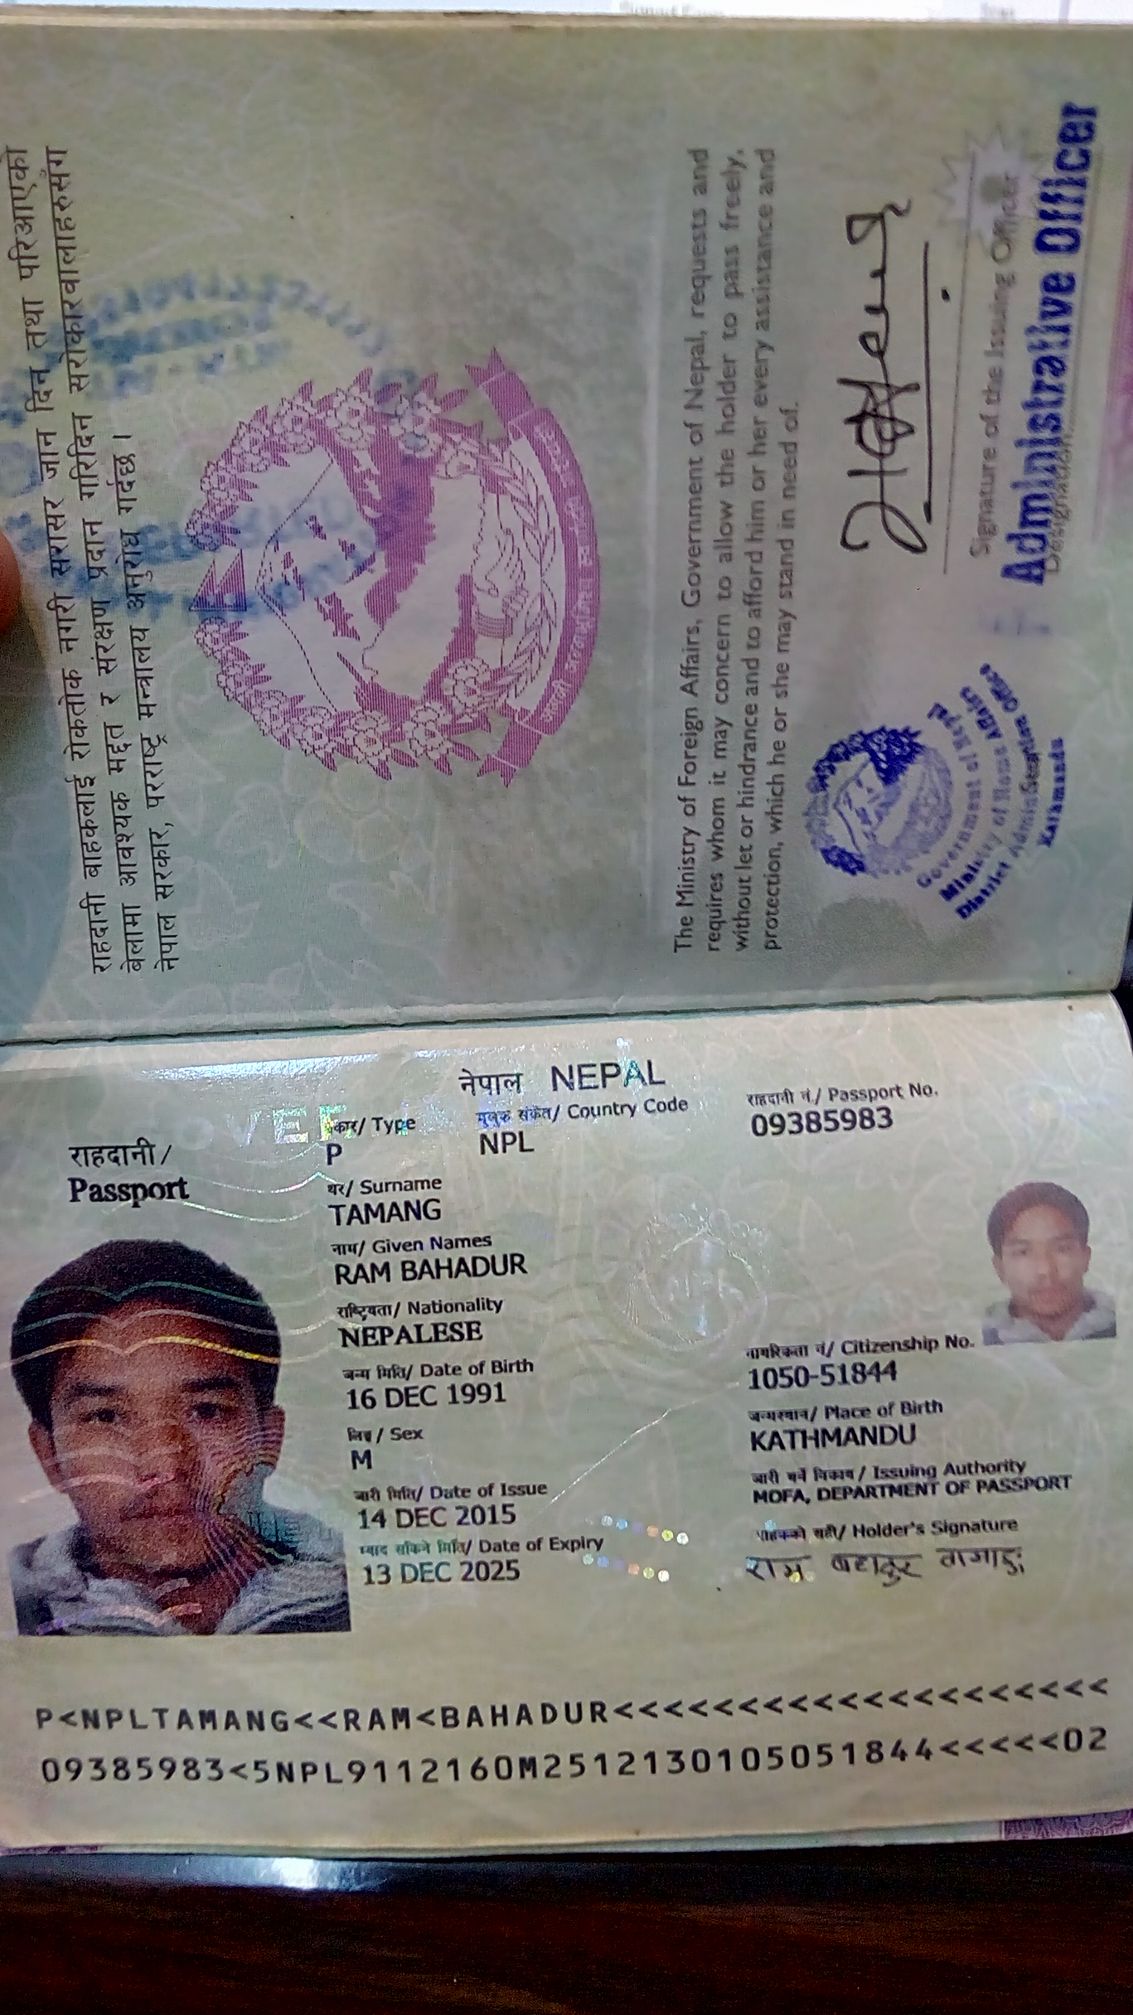 राहदानी बाहकलाई रोकतोक नगरी सरासर जान दिन तथा परिआएको
बेलामा आवश्यक मद्दत र संरक्षण प्रदान गरिदिन सरोकारवालाहरुसँग
नेपाल सरकार, परराष्ट्र मन्त्रालय अनुरोध गर्दछ ।
The Ministry of Foreign Affairs, Government of Nepal, requests and
requires whom it may concern to allow the holder to pass freely,
without let or hindrance and to afford him or her every assistance and
protection, which he or she may stand in need of.
Signature of the Issuing Officer
Administrative Officer
Designation
Government of Nepal
Ministry of Home Affairs
District Administration Office
Kathmandu
नेपाल NEPAL
राहदानी /
Passport
/ Type
P
मुलुक संकेत/ Country Code
NPL
राहदानी नं./ Passport No.
09385983
थर/ Surname
TAMANG
नाम/ Given Names
RAM BAHADUR
राष्ट्रियता/ Nationality
NEPALESE
जन्म मिति/ Date of Birth
16 DEC 1991
लिङ्ग/ Sex
M
जारी मिति/ Date of Issue
14 DEC 2015
म्याद सकिने मिति/ Date of Expiry
13 DEC 2025
नागरिकता नं/ Citizenship No.
1050-51844
जन्मस्थान/ Place of Birth
KATHMANDU
जारी गर्ने निकाय/ Issuing Authority
MOFA, DEPARTMENT OF PASSPORT
वाहकको सही/ Holder's Signature
राम बहादुर तामाङ
P<NPLTAMANG<<RAM<BAHADUR<<<<<<<<<<<<<<<<<<<<
09385983<5NPL9112160M2512130105051844<<<<<02